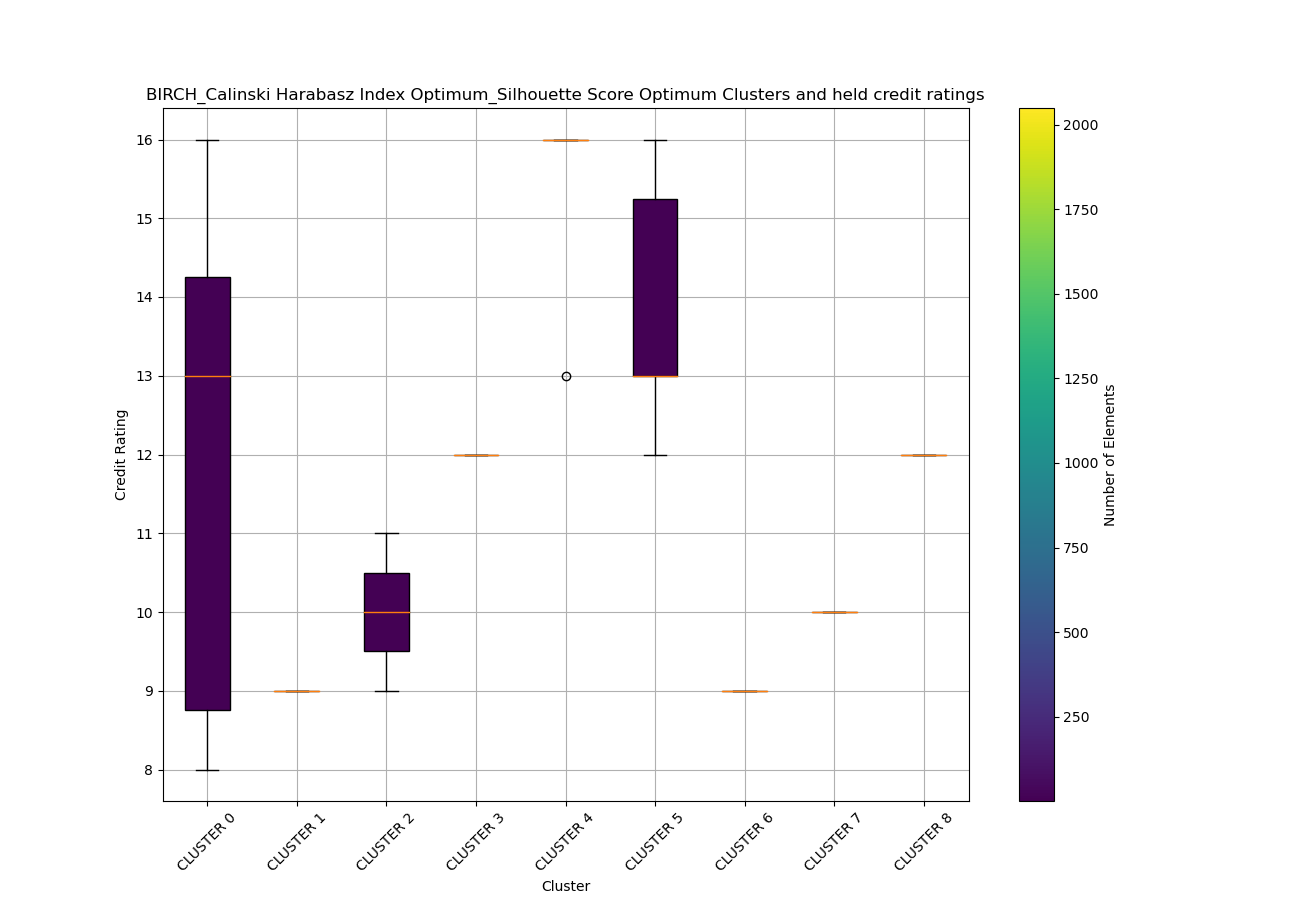 BIRCH_Calinski Harabasz Index Optimum_Silhouette Score Optimum Clusters and held credit ratings
16
15
14
13
12
11
10
9
8
Credit Rating
CLUSTER 0
CLUSTER 1
CLUSTER 2
CLUSTER 3
CLUSTER 4
CLUSTER 5
CLUSTER 6
CLUSTER 7
CLUSTER 8
Cluster
2000
1750
1500
1250
1000
750
500
250
Number of Elements